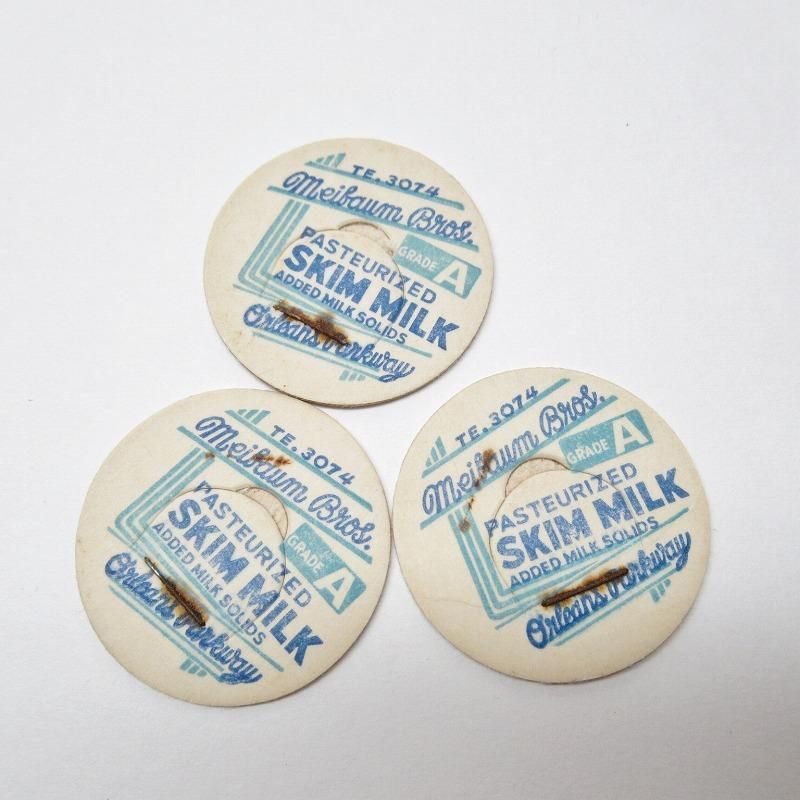 TE. 3074
Meibaum Bros.
GRADE A
PASTEURIZED
SKIM MILK
ADDED MILK SOLIDS
Orleans Parkway
TE. 3074
Meibaum Bros.
GRADE A
PASTEURIZED
SKIM MILK
ADDED MILK SOLIDS
Orleans Parkway
TE. 3074
Meibaum Bros.
GRADE A
PASTEURIZED
SKIM MILK
ADDED MILK SOLIDS
Orleans Parkway